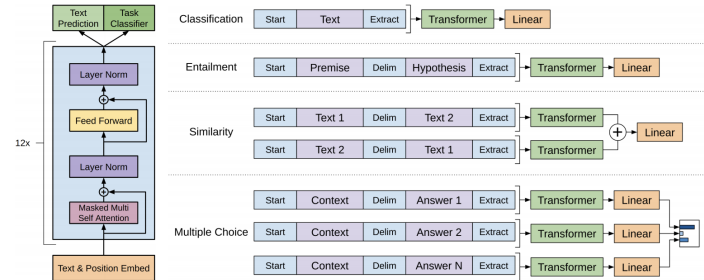 Text Prediction
Task Classifier
12x
Layer Norm
+
Feed Forward
Layer Norm
+
Masked Multi
Self Attention
Text & Position Embed
Classification
Start Text Extract Transformer Linear
Entailment
Start Premise Delim Hypothesis Extract Transformer Linear
Similarity
Start Text 1 Delim Text 2 Extract Transformer
+ Linear
Start Text 2 Delim Text 1 Extract Transformer
Multiple Choice
Start Context Delim Answer 1 Extract Transformer Linear
Start Context Delim Answer 2 Extract Transformer Linear
Start Context Delim Answer N Extract Transformer Linear